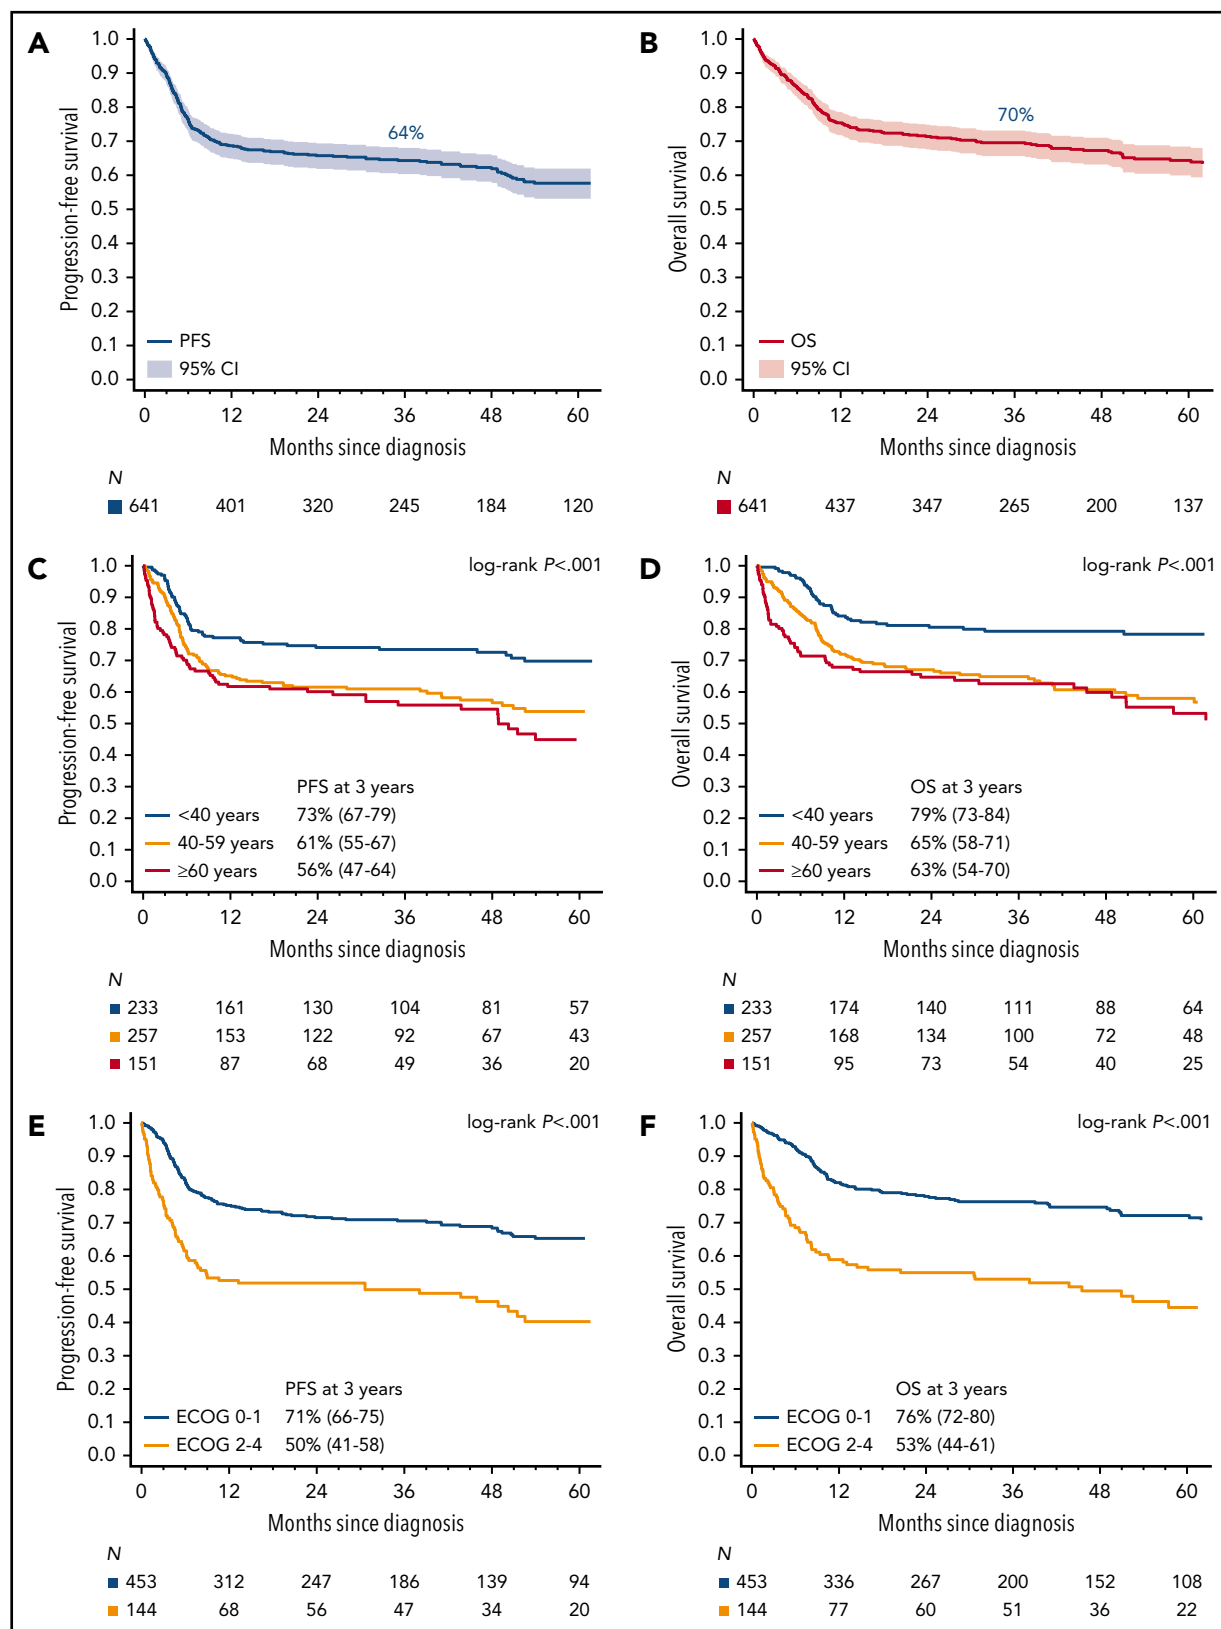 A
1.0
0.9
0.8
0.7
0.6
0.5
0.4
0.3
0.2
0.1
0.0
Progression-free survival
64%
PFS
95% CI
0 12 24 36 48 60
Months since diagnosis
N
641 401 320 245 184 120
B
1.0
0.9
0.8
0.7
0.6
0.5
0.4
0.3
0.2
0.1
0.0
Overall survival
70%
OS
95% CI
0 12 24 36 48 60
Months since diagnosis
N
641 437 347 265 200 137
C
log-rank P<.001
1.0
0.9
0.8
0.7
0.6
0.5
0.4
0.3
0.2
0.1
0.0
Progression-free survival
PFS at 3 years
<40 years 73% (67-79)
40-59 years 61% (55-67)
≥60 years 56% (47-64)
0 12 24 36 48 60
Months since diagnosis
N
233 161 130 104 81 57
257 153 122 92 67 43
151 87 68 49 36 20
D
log-rank P<.001
1.0
0.9
0.8
0.7
0.6
0.5
0.4
0.3
0.2
0.1
0.0
Overall survival
OS at 3 years
<40 years 79% (73-84)
40-59 years 65% (58-71)
≥60 years 63% (54-70)
0 12 24 36 48 60
Months since diagnosis
N
233 174 140 111 88 64
257 168 134 100 72 48
151 95 73 54 40 25
E
log-rank P<.001
1.0
0.9
0.8
0.7
0.6
0.5
0.4
0.3
0.2
0.1
0.0
Progression-free survival
PFS at 3 years
ECOG 0-1 71% (66-75)
ECOG 2-4 50% (41-58)
0 12 24 36 48 60
Months since diagnosis
N
453 312 247 186 139 94
144 68 56 47 34 20
F
log-rank P<.001
1.0
0.9
0.8
0.7
0.6
0.5
0.4
0.3
0.2
0.1
0.0
Overall survival
OS at 3 years
ECOG 0-1 76% (72-80)
ECOG 2-4 53% (44-61)
0 12 24 36 48 60
Months since diagnosis
N
453 336 267 200 152 108
144 77 60 51 36 22